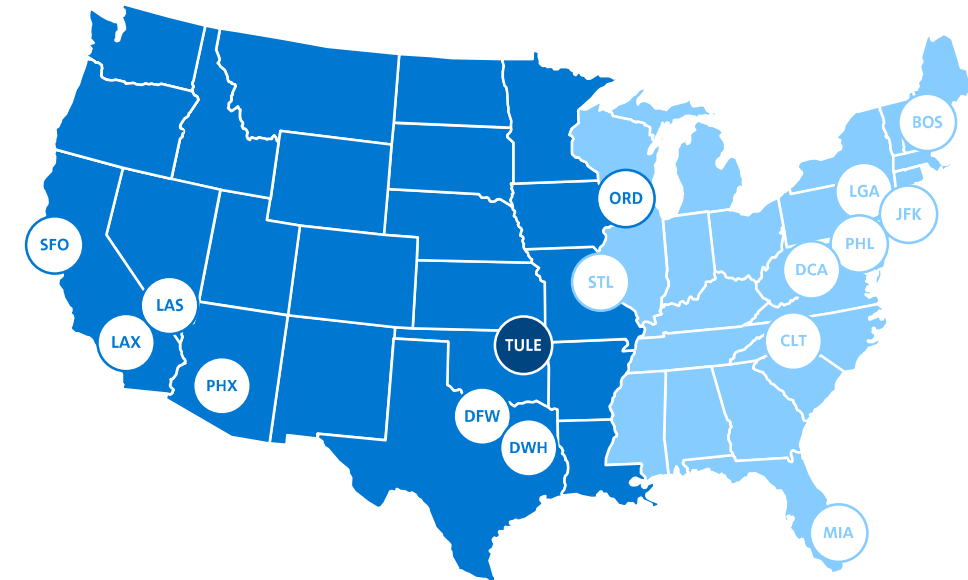 BOS
LGA
ORD
JFK
SFO
PHL
DCA
STL
LAS
LAX
TULE
CLT
PHX
DFW
DWH
MIA